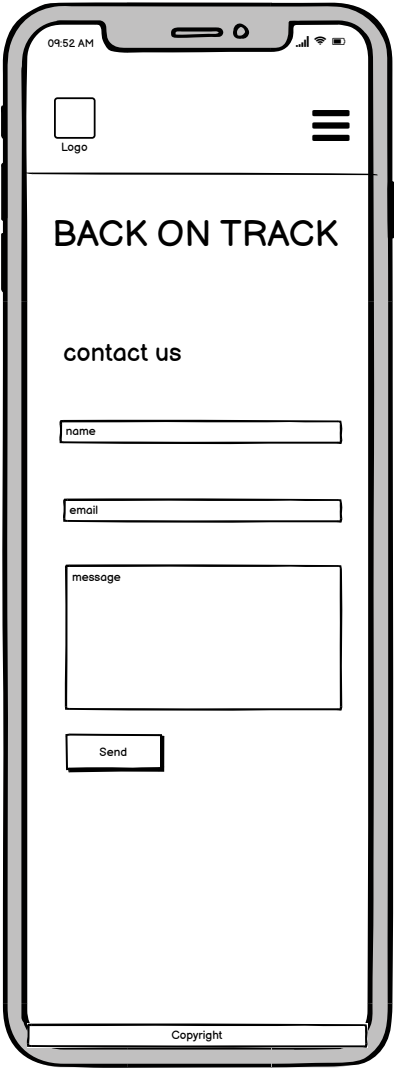 09:52 AM
Logo
BACK ON TRACK
contact us
name
email
message
Send
Copyright